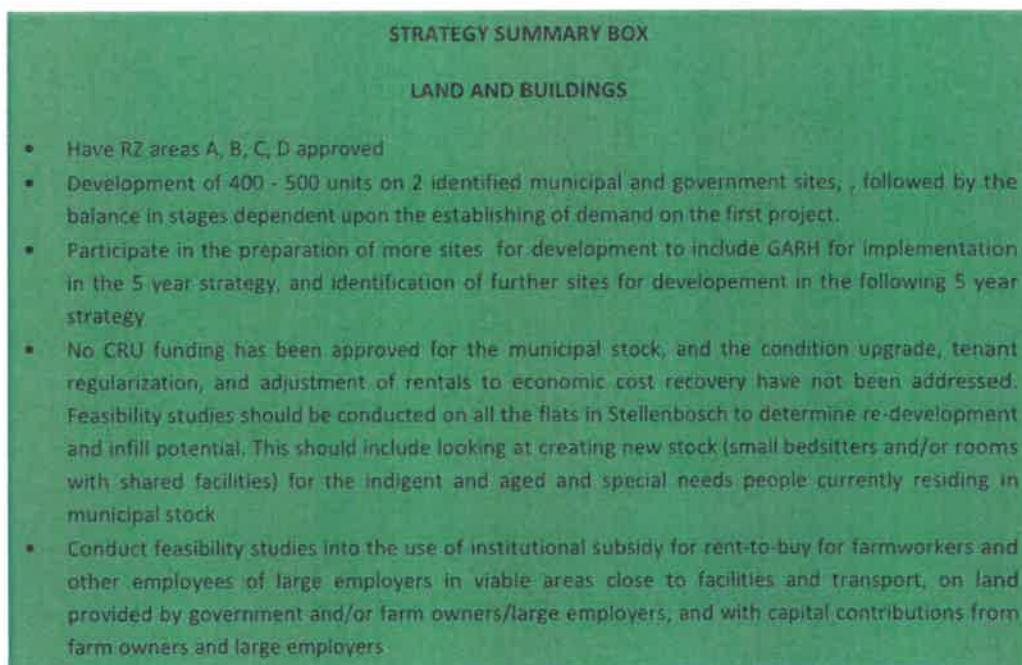 STRATEGY SUMMARY BOX
LAND AND BUILDINGS
• Have RZ areas A, B, C, D approved
• Development of 400 - 500 units on 2 identified municipal and government sites, , followed by the
balance in stages dependent upon the establishing of demand on the first project.
• Participate in the preparation of more sites for development to include GARH for implementation
in the 5 year strategy, and identification of further sites for developement in the following 5 year
strategy
• No CRU funding has been approved for the municipal stock, and the condition upgrade, tenant
regularization, and adjustment of rentals to economic cost recovery have not been addressed.
Feasibility studies should be conducted on all the flats in Stellenbosch to determine re-development
and infill potential. This should include looking at creating new stock (small bedsitters and/or rooms
with shared facilities) for the indigent and aged and special needs people currently residing in
municipal stock
• Conduct feasibility studies into the use of institutional subsidy for rent-to-buy for farmworkers and
other employees of large employers in viable areas close to facilities and transport, on land
provided by government and/or farm owners/large employers, and with capital contributions from
farm owners and large employers